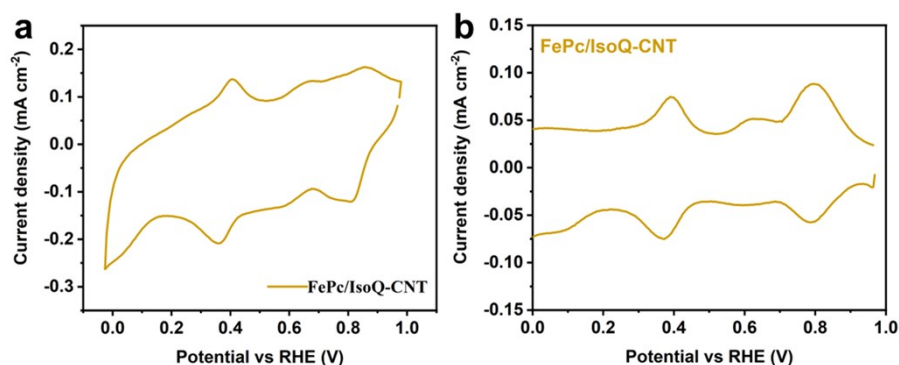 a
Current density (mA cm⁻²)
0.2
0.1
0.0
-0.1
-0.2
-0.3
FePc/IsoQ-CNT
0.0 0.2 0.4 0.6 0.8 1.0
Potential vs RHE (V)
b
Current density (mA cm⁻²)
0.15
0.10
0.05
0.00
-0.05
-0.10
-0.15
FePc/IsoQ-CNT
0.0 0.2 0.4 0.6 0.8 1.0
Potential vs RHE (V)